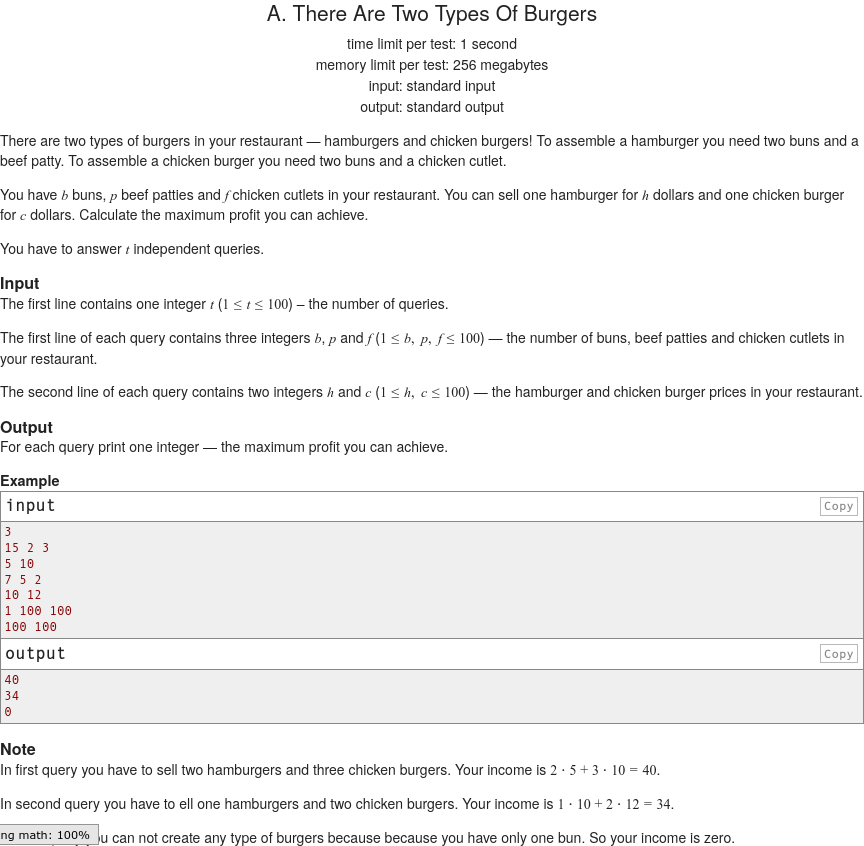 A. There Are Two Types Of Burgers
time limit per test: 1 second
memory limit per test: 256 megabytes
input: standard input
output: standard output
There are two types of burgers in your restaurant — hamburgers and chicken burgers! To assemble a hamburger you need two buns and a
beef patty. To assemble a chicken burger you need two buns and a chicken cutlet.
You have b buns, p beef patties and f chicken cutlets in your restaurant. You can sell one hamburger for h dollars and one chicken burger
for c dollars. Calculate the maximum profit you can achieve.
You have to answer t independent queries.
Input
The first line contains one integer t (1 ≤ t ≤ 100) – the number of queries.
The first line of each query contains three integers b, p and f (1 ≤ b, p, f ≤ 100) — the number of buns, beef patties and chicken cutlets in
your restaurant.
The second line of each query contains two integers h and c (1 ≤ h, c ≤ 100) — the hamburger and chicken burger prices in your restaurant.
Output
For each query print one integer — the maximum profit you can achieve.
Example
input Copy
3
15 2 3
5 10
7 5 2
10 12
1 100 100
100 100
output Copy
40
34
0
Note
In first query you have to sell two hamburgers and three chicken burgers. Your income is 2 · 5 + 3 · 10 = 40.
In second query you have to ell one hamburgers and two chicken burgers. Your income is 1 · 10 + 2 · 12 = 34.
ng math: 100% u can not create any type of burgers because because you have only one bun. So your income is zero.